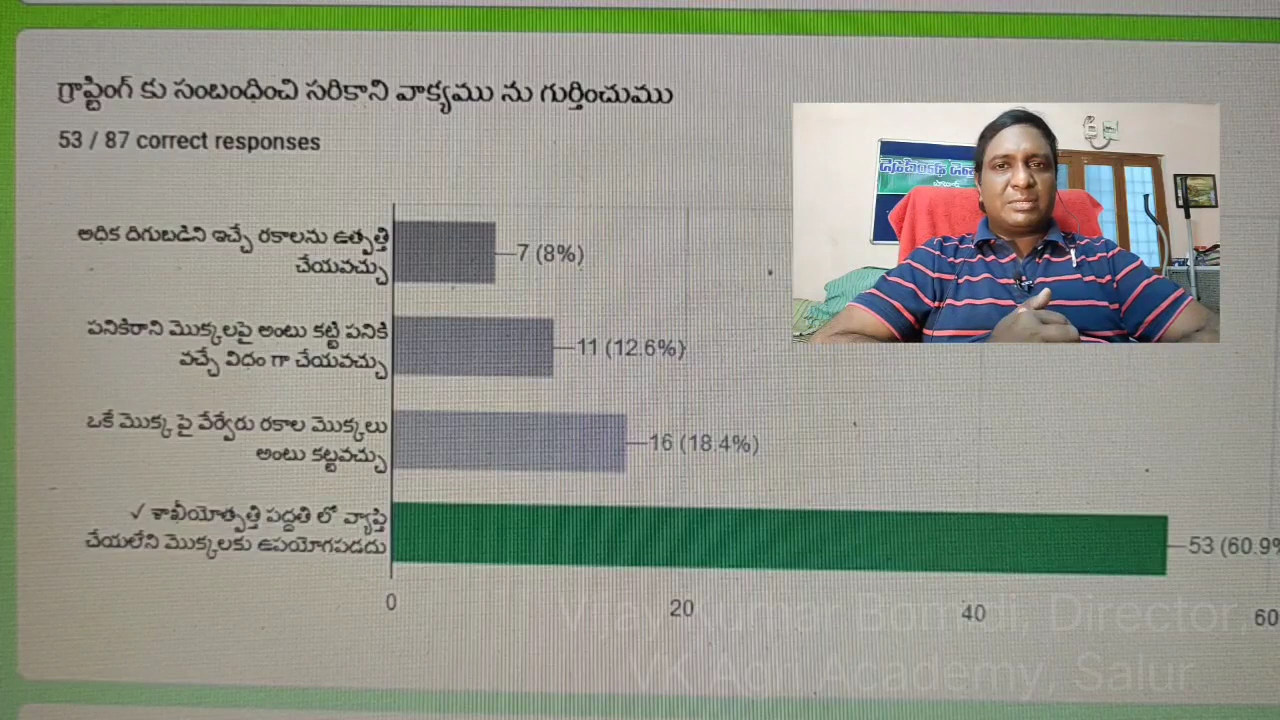 గ్రాఫ్టింగ్ కు సంబంధించి సరికాని వాక్యము ను గుర్తించుము
53 / 87 correct responses
అధిక దిగుబడిని ఇచ్చే రకాలను ఉత్పత్తి
చేయవచ్చు
7 (8%)
పనికిరాని మొక్కలపై అంటు కట్టి పనికి
వచ్చే విధం గా చేయవచ్చు
11 (12.6%)
ఒకే మొక్క పై వేర్వేరు రకాల మొక్కలు
అంటు కట్టవచ్చు
16 (18.4%)
✓ శాఖీయోత్పత్తి పద్దతి లో వ్యాప్తి
చేయలేని మొక్కలకు ఉపయోగపడదు
53 (60.9%
0
20
40
60
Vijay Kumar Bomidi, Director,
VK Agri Academy, Salur